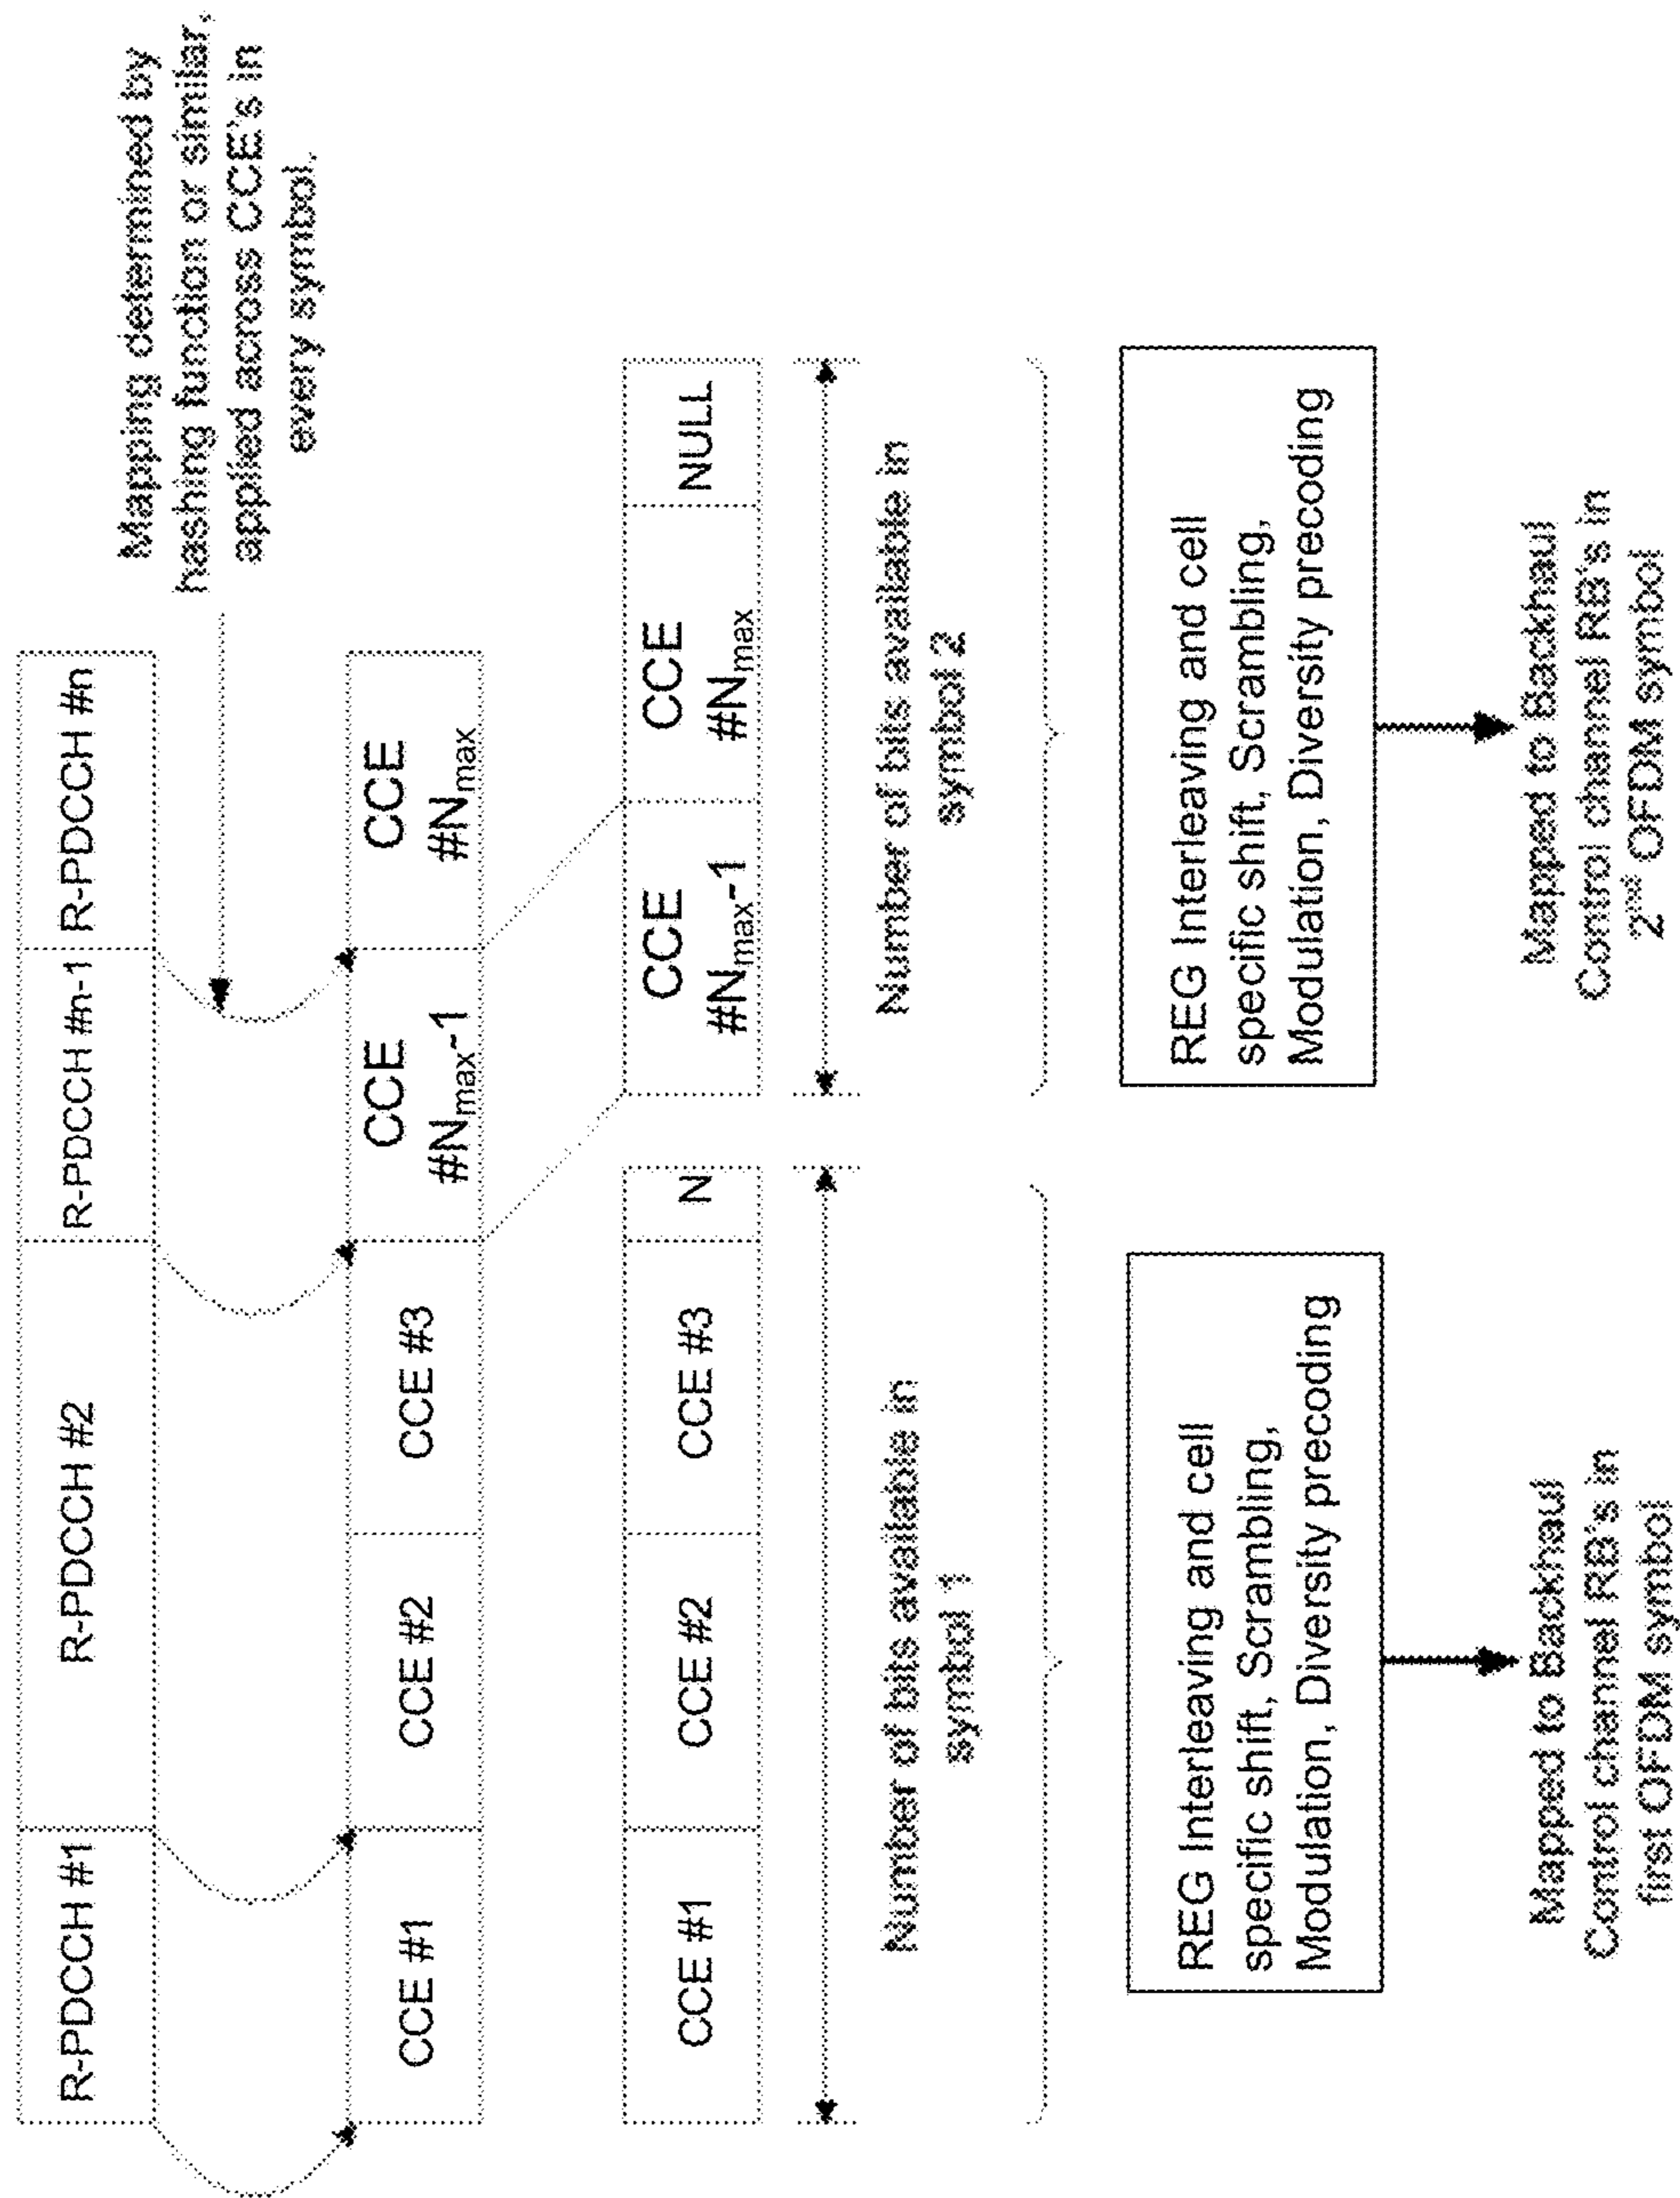 R-PDCCH #1
R-PDCCH #2
R-PDCCH #n-1
R-PDCCH #n
Mapping determined by
hashing function or similar,
applied across CCE's in
every symbol.
CCE #1
CCE #2
CCE #3
CCE
#Nmax-1
CCE
#Nmax
CCE #1
CCE #2
CCE #3
N
CCE
#Nmax-1
CCE
#Nmax
NULL
Number of bits available in
symbol 1
Number of bits available in
symbol 2
REG Interleaving and cell
specific shift, Scrambling,
Modulation, Diversity precoding
REG Interleaving and cell
specific shift, Scrambling,
Modulation, Diversity precoding
Mapped to Backhaul
Control channel RB's in
first OFDM symbol
Mapped to Backhaul
Control channel RB's in
2nd OFDM symbol